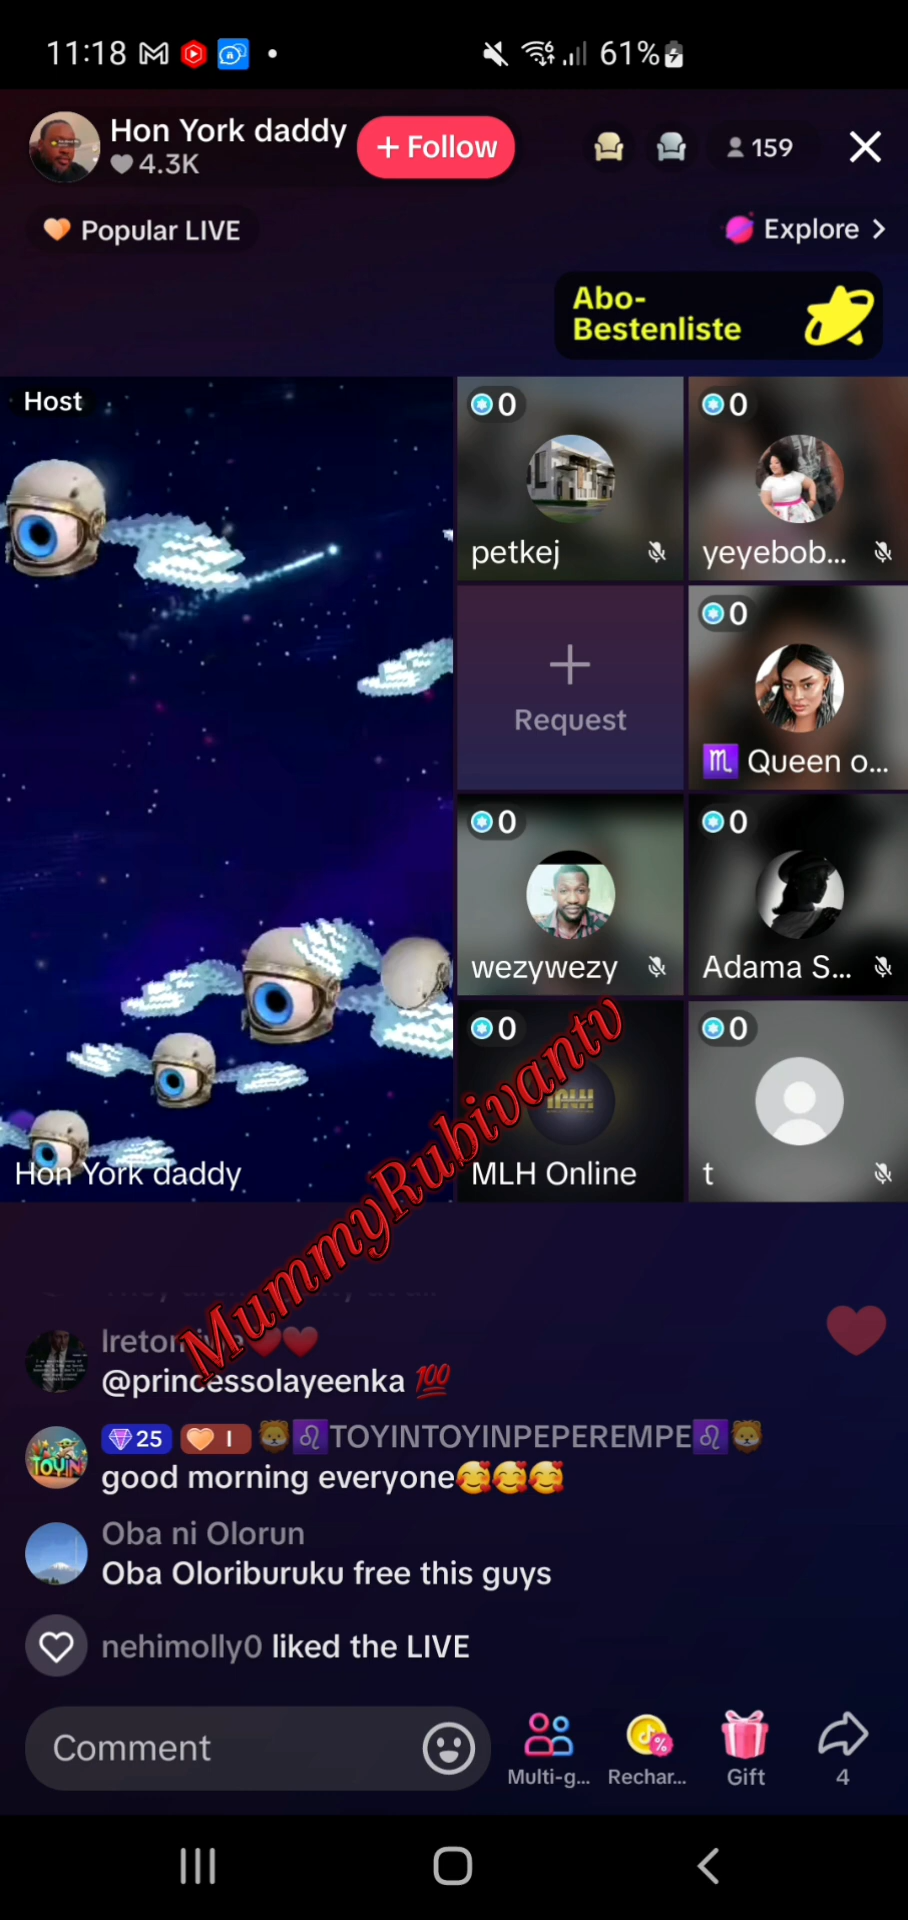 11:18
61%
Hon York daddy
4.3K
+ Follow
159
Popular LIVE
Explore >
Abo-
Bestenliste
Host
0
0
petkej
yeyebob...
0
Request
Queen o...
0
0
wezywezy
Adama S...
0
0
Hon York daddy
MLH Online
t
MummyRubivantv
@princessolayeenka 💯
25
I
🦁♌TOYINTOYINPEPEREMPE♌🦁
good morning everyone🥰🥰🥰
Oba ni Olorun
Oba Oloriburuku free this guys
nehimolly0 liked the LIVE
Comment
Multi-g...
Rechar...
Gift
4